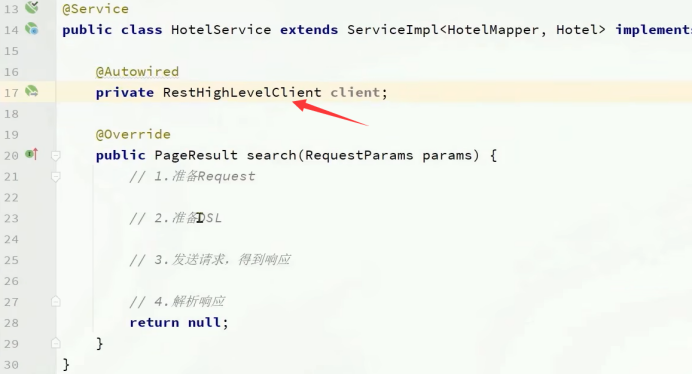 13 @Service
14 public class HotelService extends ServiceImpl<HotelMapper, Hotel> implements
15
16 @Autowired
17 private RestHighLevelClient client;
18
19 @Override
20 public PageResult search(RequestParams params) {
21 // 1.准备Request
22
23 // 2.准备DSL
24
25 // 3.发送请求，得到响应
26
27 // 4.解析响应
28 return null;
29 }
30 }